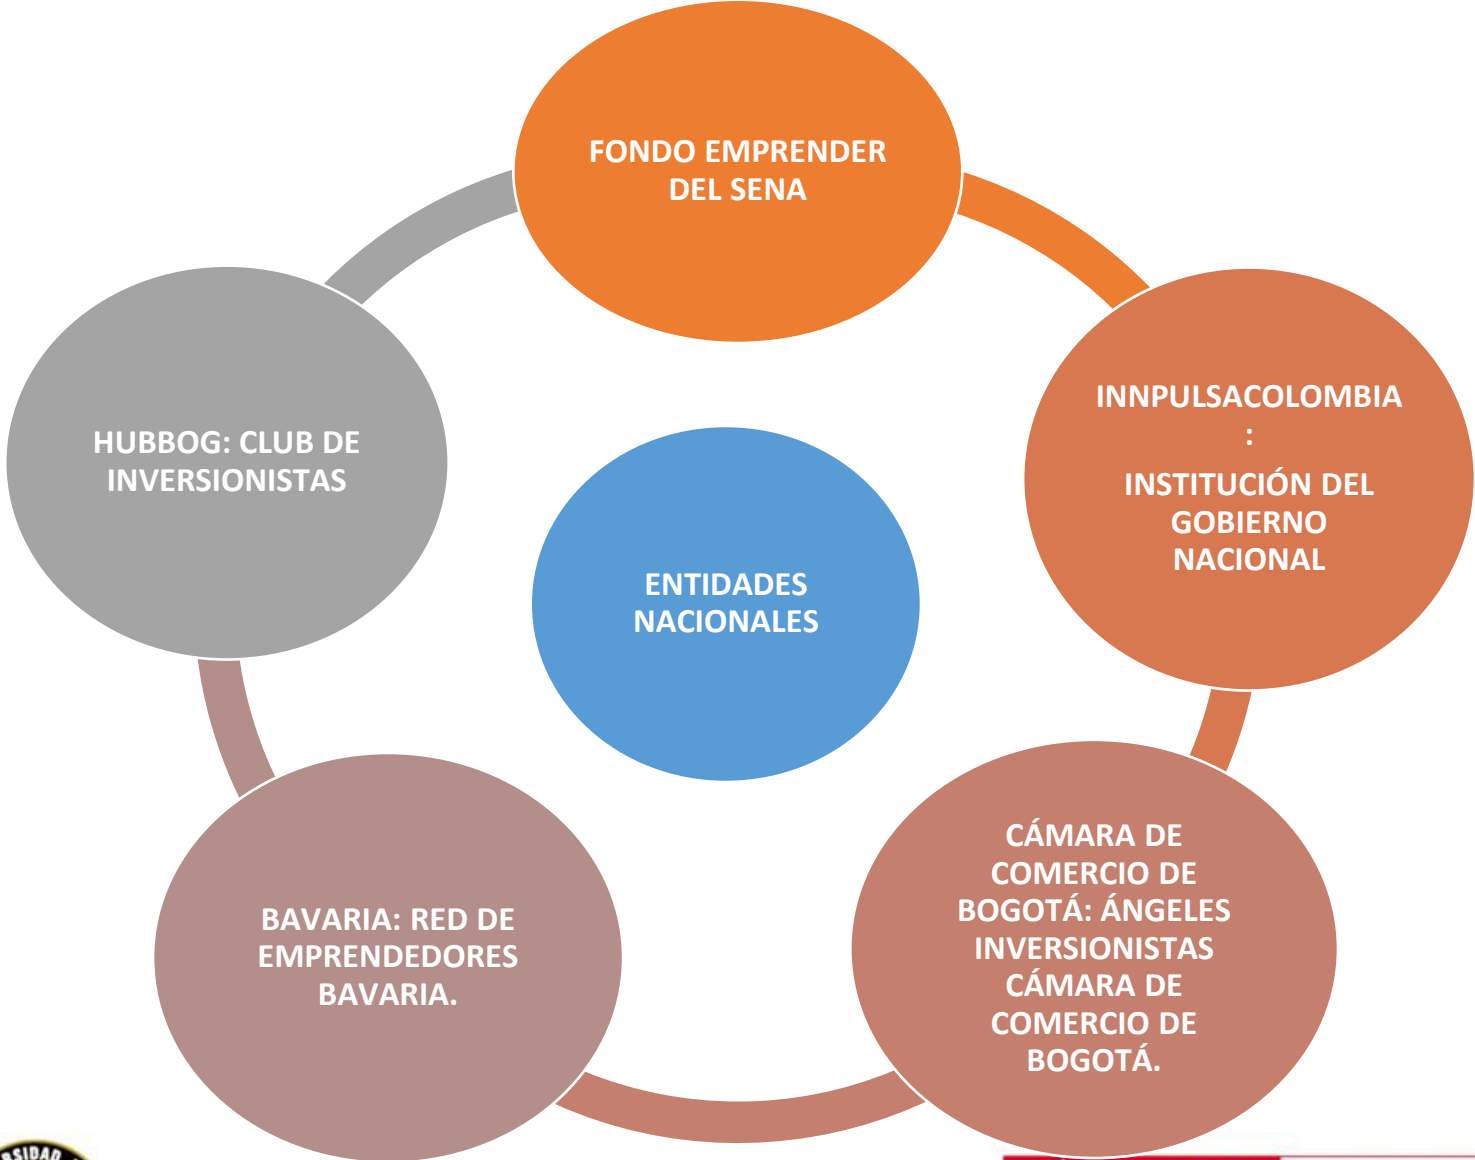 FONDO EMPRENDER
DEL SENA
INNPULSACOLOMBIA
:
INSTITUCIÓN DEL
GOBIERNO
NACIONAL
HUBBOG: CLUB DE
INVERSIONISTAS
ENTIDADES
NACIONALES
CÁMARA DE
COMERCIO DE
BOGOTÁ: ÁNGELES
INVERSIONISTAS
CÁMARA DE
COMERCIO DE
BOGOTÁ.
BAVARIA: RED DE
EMPRENDEDORES
BAVARIA.